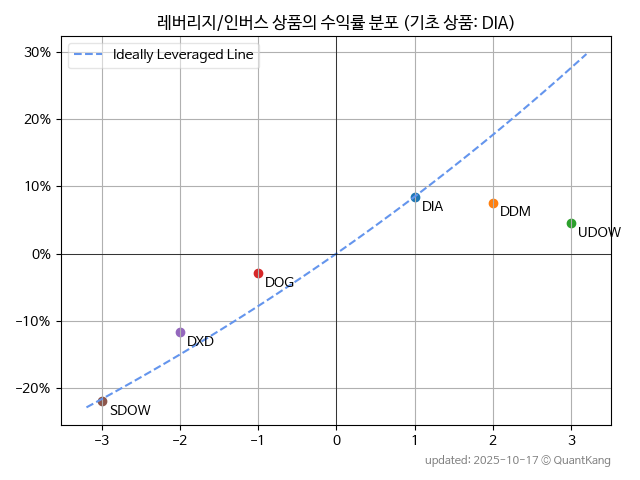 레버리지/인버스 상품의 수익률 분포 (기초 상품: DIA)
Ideally Leveraged Line
30%
20%
10%
0%
−10%
−20%
DIA
DDM
UDOW
DOG
DXD
SDOW
−3 −2 −1 0 1 2 3
updated: 2025-10-17 © QuantKang